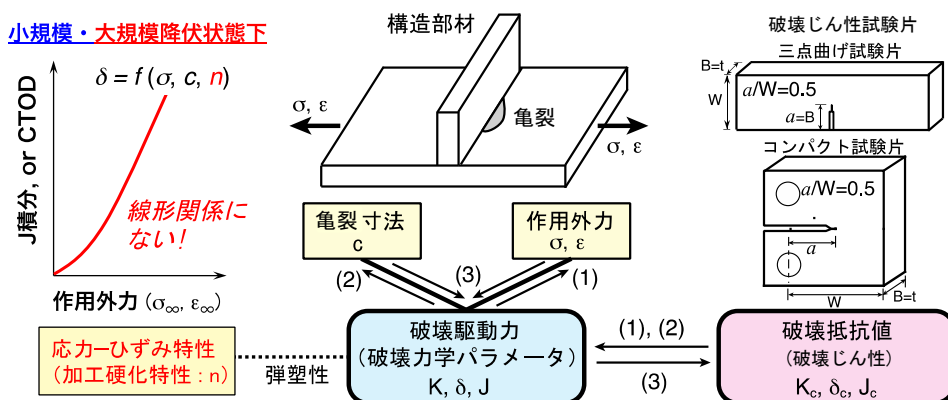 小規模・大規模降伏状態下
δ = f (σ, c, n)
J積分, or CTOD
線形関係に
ない!
作用外力 (σ∞, ε∞)
応力ーひずみ特性
(加工硬化特性 : n)
弾塑性
構造部材
σ, ε
亀裂
σ, ε
亀裂寸法
c
作用外力
σ, ε
(2)
(3)
(1)
破壊駆動力
(破壊力学パラメータ)
K, δ, J
(1), (2)
(3)
破壊抵抗値
(破壊じん性)
Kc, δc, Jc
破壊じん性試験片
三点曲げ試験片
B=t
W
a/W=0.5
a=B
コンパクト試験片
a/W=0.5
a
W
B=t